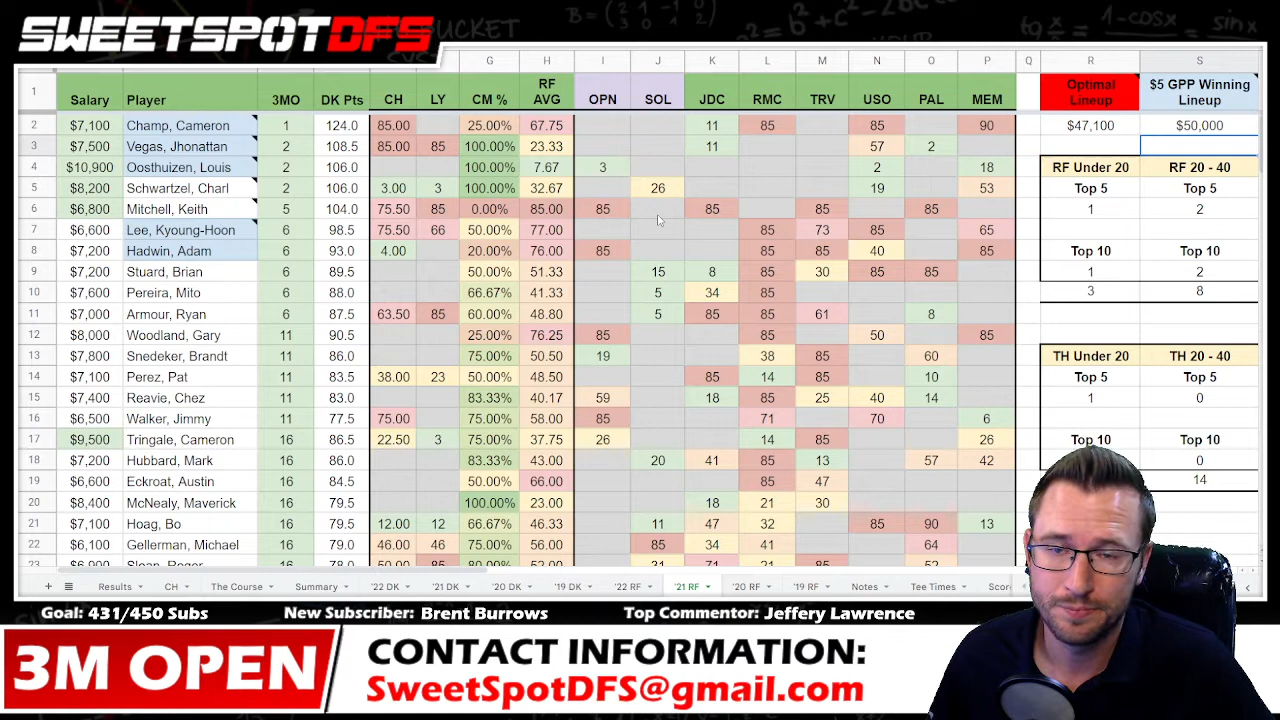 SWEETSPOTDFS
G H I J K L M N O P Q R S
1 Salary Player 3MO DK Pts CH LY CM % RF AVG OPN SOL JDC RMC TRV USO PAL MEM Optimal Lineup $5 GPP Winning Lineup
2 $7,100 Champ, Cameron 1 124.0 85.00 25.00% 67.75 11 85 85 90 $47,100 $50,000
3 $7,500 Vegas, Jhonattan 2 108.5 85.00 85 100.00% 23.33 11 57 2
4 $10,900 Oosthuizen, Louis 2 106.0 100.00% 7.67 3 2 18 RF Under 20 RF 20 - 40
5 $8,200 Schwartzel, Charl 2 106.0 3.00 3 100.00% 32.67 26 19 53 Top 5 Top 5
6 $6,800 Mitchell, Keith 5 104.0 75.50 85 0.00% 85.00 85 85 85 85 1 2
7 $6,600 Lee, Kyoung-Hoon 6 98.5 75.50 66 50.00% 77.00 85 73 85 65
8 $7,200 Hadwin, Adam 6 93.0 4.00 20.00% 76.00 85 85 85 40 85 Top 10 Top 10
9 $7,200 Stuard, Brian 6 89.5 50.00% 51.33 15 8 85 30 85 85 1 2
10 $7,600 Pereira, Mito 6 88.0 66.67% 41.33 5 34 85 3 8
11 $7,000 Armour, Ryan 6 87.5 63.50 85 60.00% 48.80 5 85 85 61 8
12 $8,000 Woodland, Gary 11 90.5 25.00% 76.25 85 85 50 85
13 $7,800 Snedeker, Brandt 11 86.0 75.00% 50.50 19 38 85 60 TH Under 20 TH 20 - 40
14 $7,100 Perez, Pat 11 83.5 38.00 23 50.00% 48.50 85 14 85 10 Top 5 Top 5
15 $7,400 Reavie, Chez 11 83.0 83.33% 40.17 59 18 85 25 40 14 1 0
16 $6,500 Walker, Jimmy 11 77.5 75.00 75.00% 58.00 85 71 70 6
17 $9,500 Tringale, Cameron 16 86.5 22.50 3 75.00% 37.75 26 14 85 26 Top 10 Top 10
18 $7,200 Hubbard, Mark 16 86.0 83.33% 43.00 20 41 85 13 57 42 0
19 $6,600 Eckroat, Austin 16 84.5 50.00% 66.00 85 47 14
20 $8,400 McNealy, Maverick 16 79.5 100.00% 23.00 18 21 30
21 $7,100 Hoag, Bo 16 79.5 12.00 12 66.67% 46.33 11 47 32 85 90 13
22 $6,100 Gellerman, Michael 16 79.0 46.00 46 75.00% 56.00 85 34 41 64
+ Results CH The Course Summary '22 DK '21 DK '20 DK '19 DK '22 RF '21 RF '20 RF '19 RF Notes Tee Times
Goal: 431/450 Subs New Subscriber: Brent Burrows Top Commentor: Jeffery Lawrence
3M OPEN
CONTACT INFORMATION:
SweetSpotDFS@gmail.com